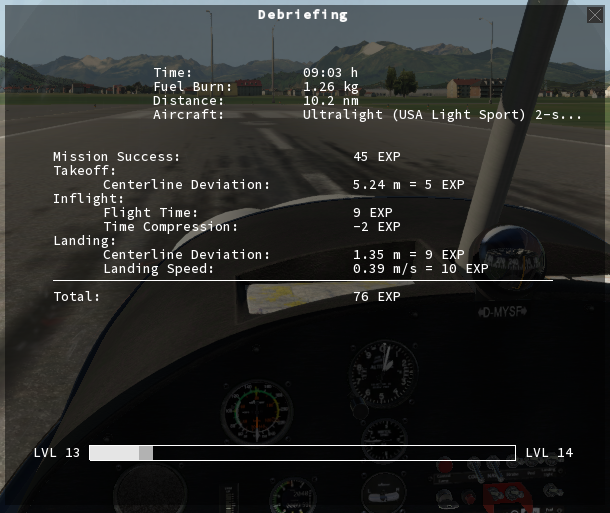 Debriefing
Time: 09:03 h
Fuel Burn: 1.26 kg
Distance: 10.2 nm
Aircraft: Ultralight (USA Light Sport) 2-s...
Mission Success: 45 EXP
Takeoff:
Centerline Deviation: 5.24 m = 5 EXP
Inflight:
Flight Time: 9 EXP
Time Compression: -2 EXP
Landing:
Centerline Deviation: 1.35 m = 9 EXP
Landing Speed: 0.39 m/s = 10 EXP
Total: 76 EXP
D-MYSF
LVL 13 LVL 14